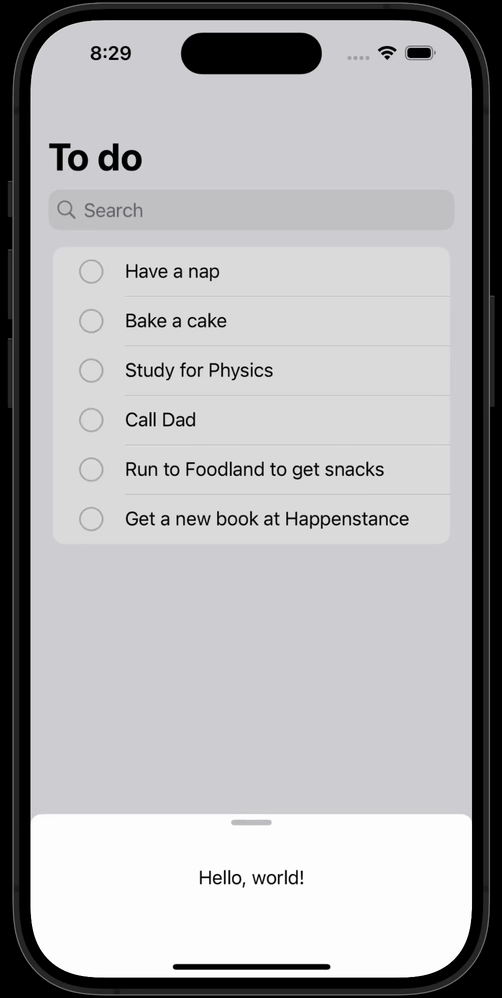 8:29
To do
Search
Have a nap
Bake a cake
Study for Physics
Call Dad
Run to Foodland to get snacks
Get a new book at Happenstance
Hello, world!